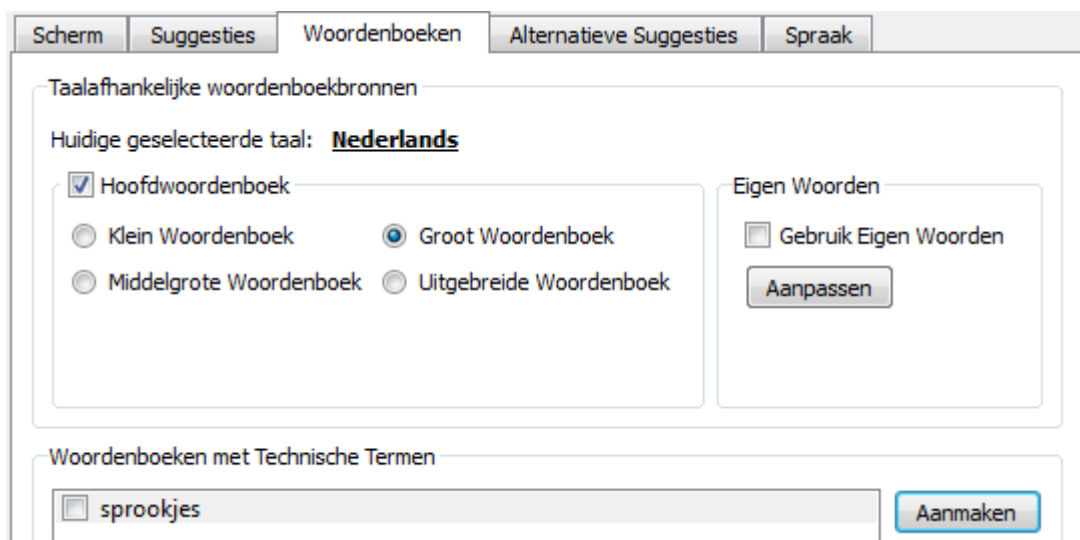 Scherm Suggesties Woordenboeken Alternatieve Suggesties Spraak
Taalafhankelijke woordenboekbronnen
Huidige geselecteerde taal: Nederlands
Hoofdwoordenboek
Klein Woordenboek Groot Woordenboek
Middelgrote Woordenboek Uitgebreide Woordenboek
Eigen Woorden
Gebruik Eigen Woorden
Aanpassen
Woordenboeken met Technische Termen
sprookjes
Aanmaken